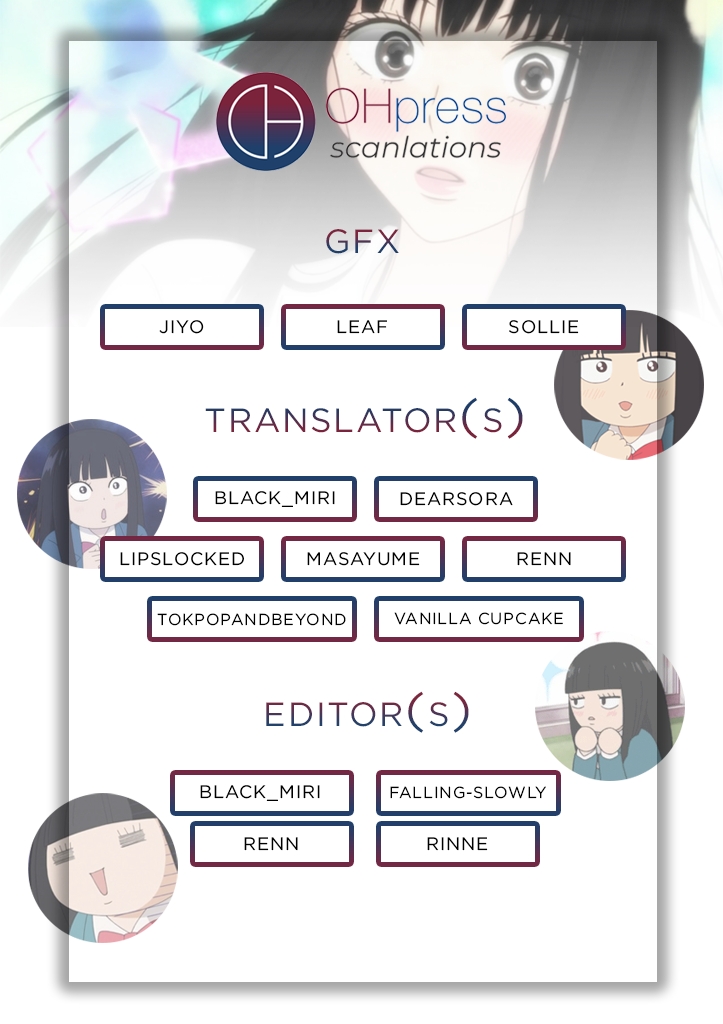 OHpress
scanlations
GFX
JIYO LEAF SOLLIE
TRANSLATOR(S)
BLACK_MIRI DEARSORA
LIPSLOCKED MASAYUME RENN
TOKPOPANDBEYOND VANILLA CUPCAKE
EDITOR(S)
BLACK_MIRI FALLING-SLOWLY
RENN RINNE